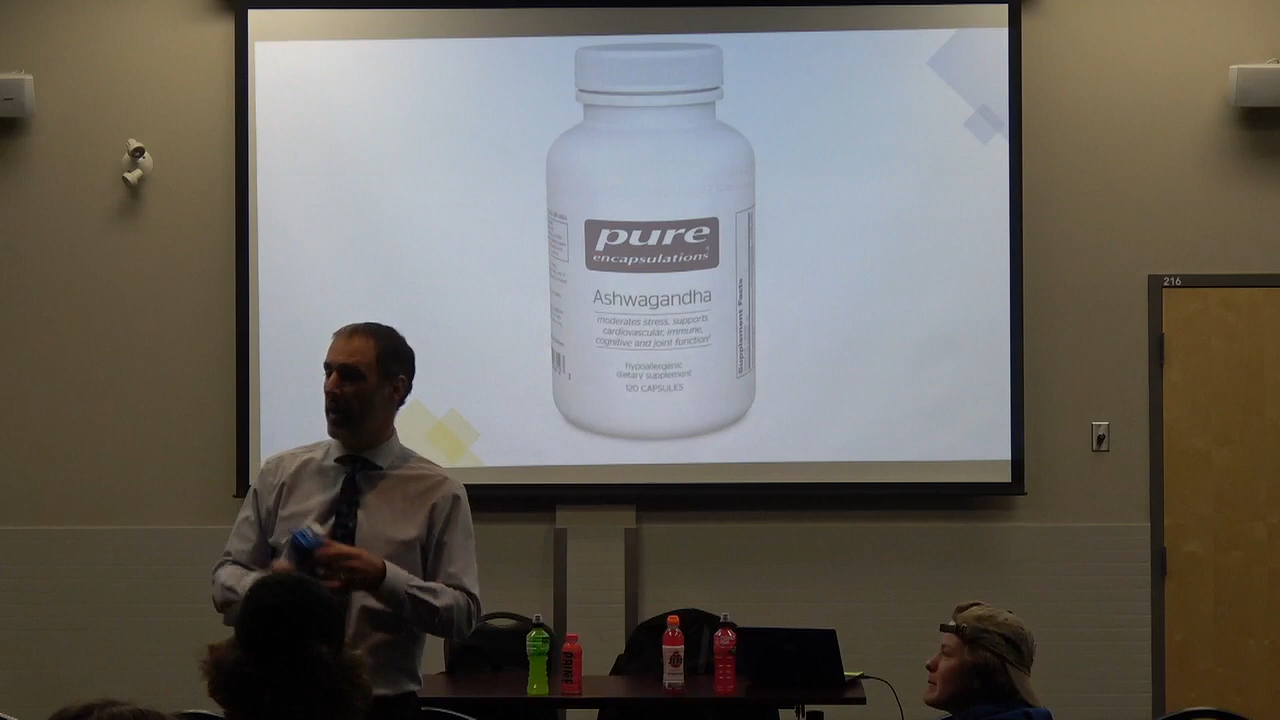 pure
encapsulations
Ashwagandha
moderates stress, supports
cardiovascular, immune,
cognitive and joint function
hypoallergenic
dietary supplement
120 CAPSULES
Supplement Facts
216
PRIME